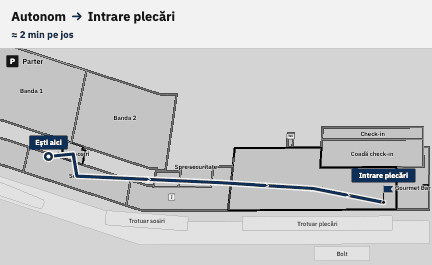 Autonom → Intrare plecări
≈ 2 min pe jos
P Parter
Banda 1
Banda 2
Ești aici
Spre securitate
Check-in
Coadă check-in
Intrare plecări
Gourmet Bar
Trotuar sosiri
Trotuar plecări
Bolt